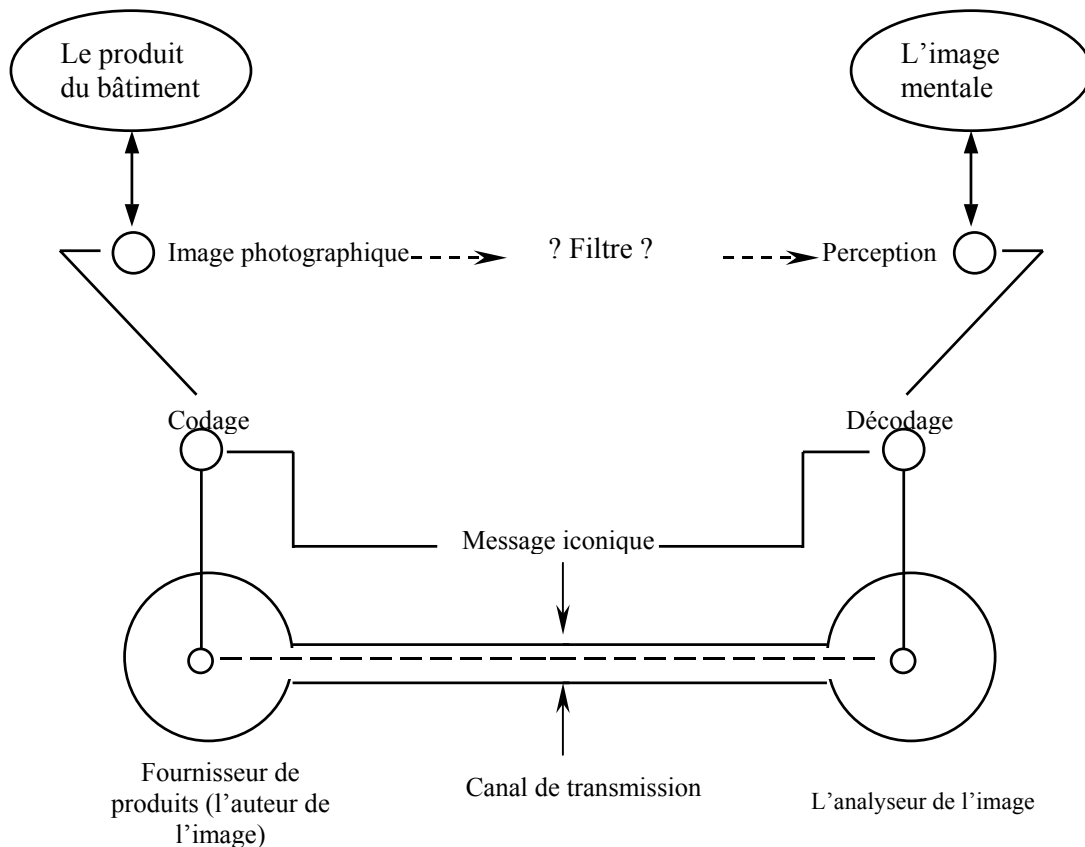 Le produit
du bâtiment
L’image
mentale
Image photographique
? Filtre ?
Perception
Codage
Décodage
Message iconique
Fournisseur de
produits (l’auteur de
l’image)
Canal de transmission
L’analyseur de l’image